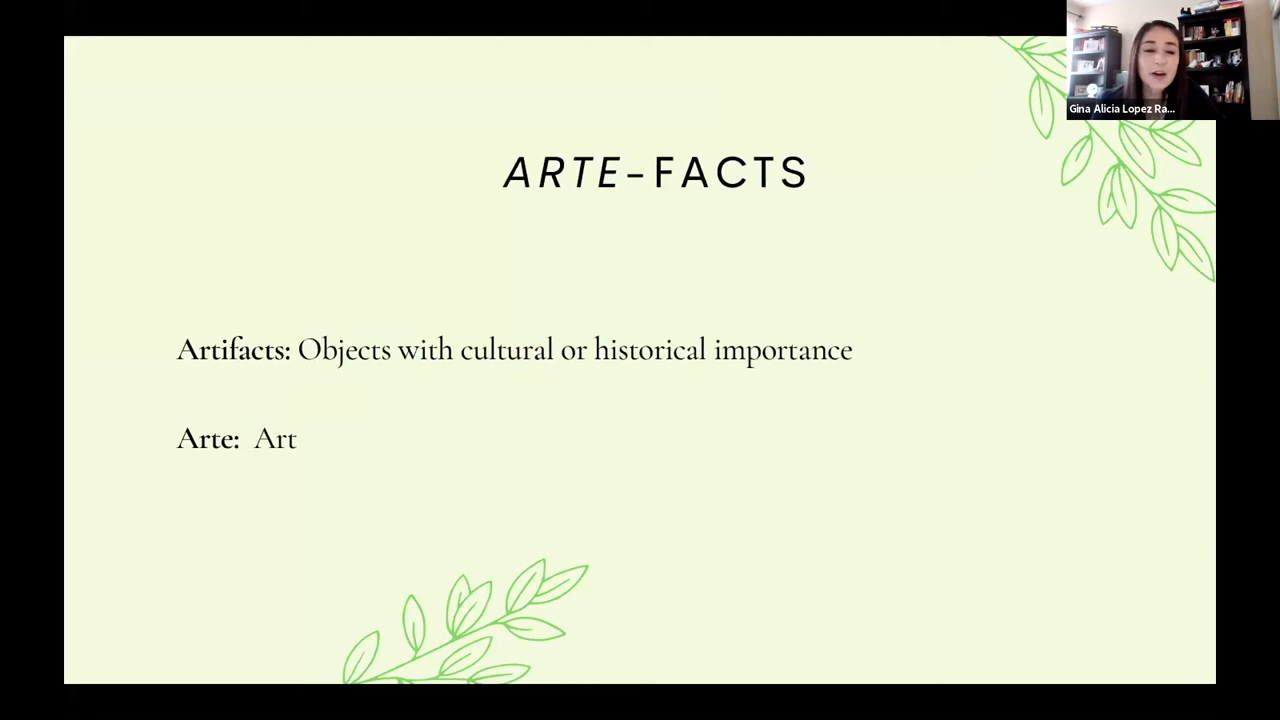 Gina Alicia Lopez Ra...
ARTE-FACTS
Artifacts: Objects with cultural or historical importance
Arte: Art